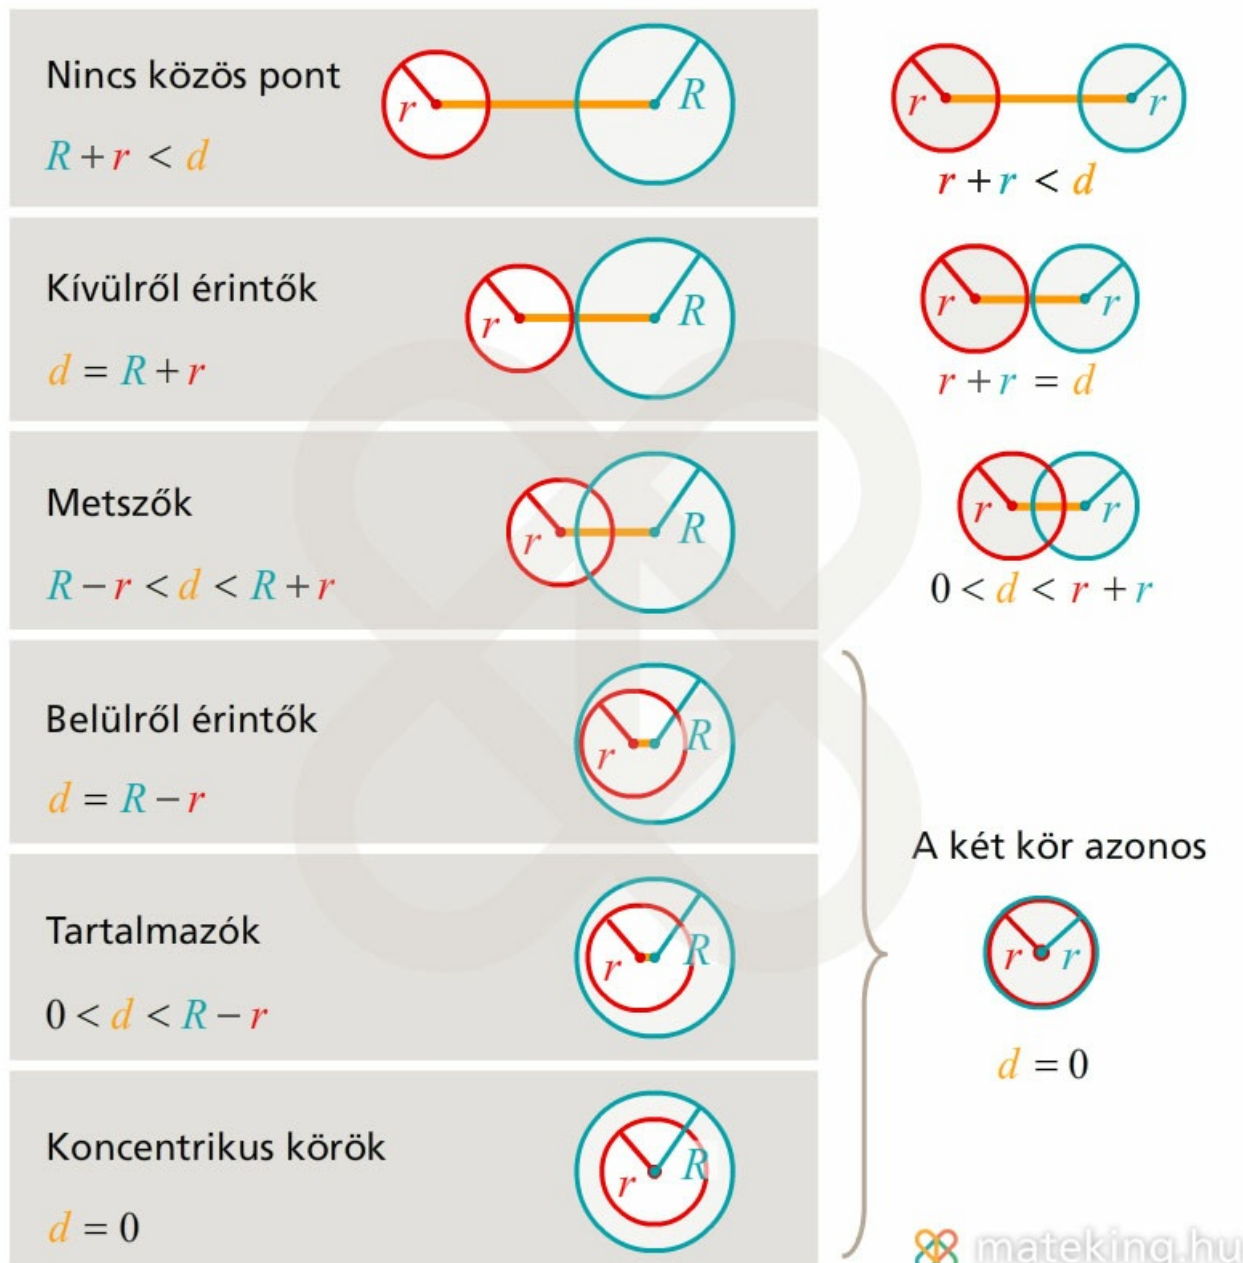 Nincs közös pont
r R
R + r < d
r r
r + r < d
Kívülről érintők
r R
d = R + r
r r
r + r = d
Metszők
r R
R − r < d < R + r
r r
0 < d < r + r
Belülről érintők
r R
d = R − r
Tartalmazók
r R
0 < d < R − r
Koncentrikus körök
r R
d = 0
A két kör azonos
r r
d = 0
mateking.hu